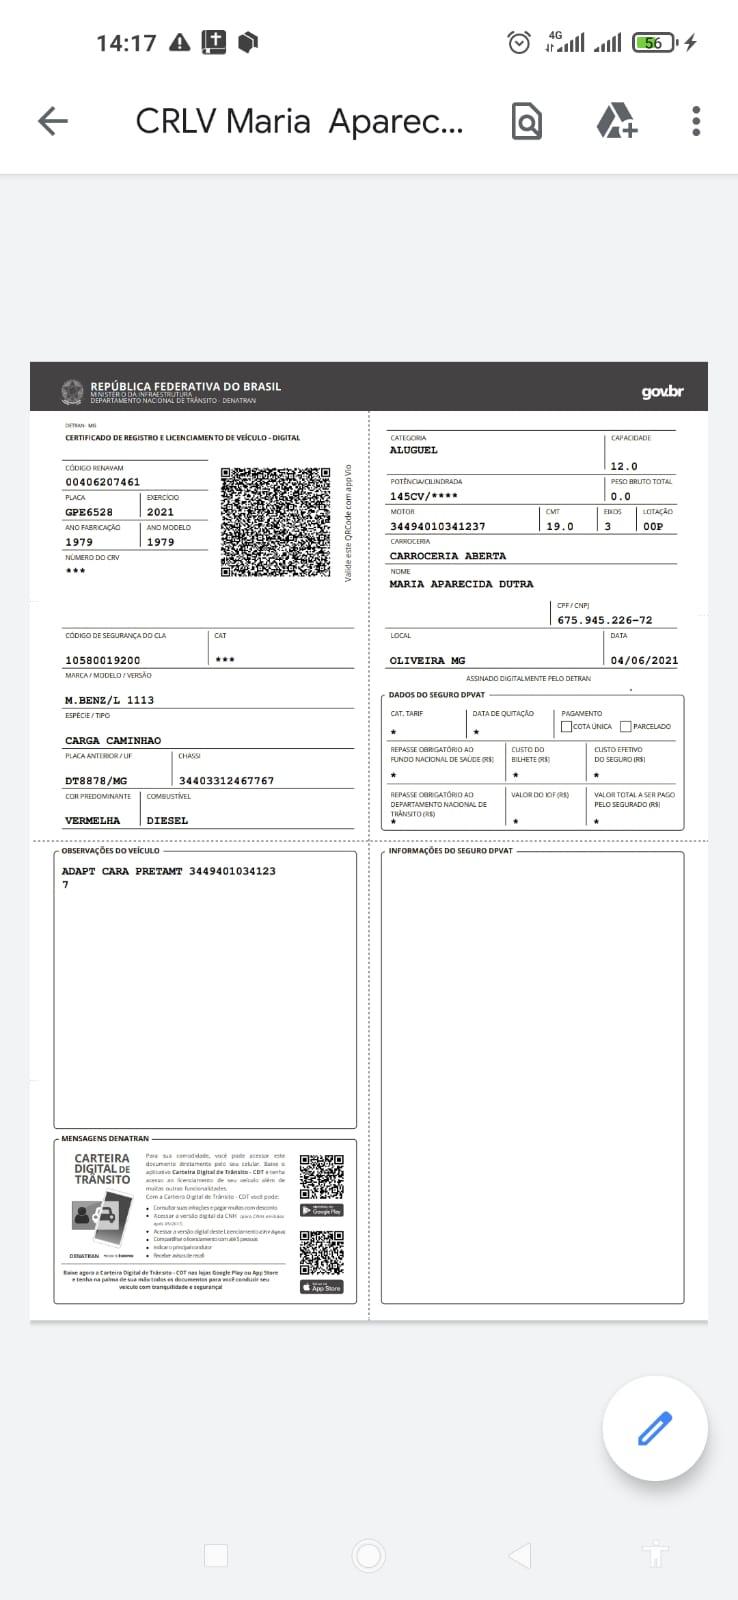 14:17
4G
56
CRLV Maria Aparec...
REPÚBLICA FEDERATIVA DO BRASIL
MINISTÉRIO DA INFRAESTRUTURA
DEPARTAMENTO NACIONAL DE TRÂNSITO - DENATRAN
gov.br
DETRAN- MG
CERTIFICADO DE REGISTRO E LICENCIAMENTO DE VEÍCULO - DIGITAL
CÓDIGO RENAVAM
00406207461
PLACA EXERCÍCIO
GPE6528 2021
ANO FABRICAÇÃO ANO MODELO
1979 1979
NÚMERO DO CRV
***
Valide este QRCode com app Vio
CÓDIGO DE SEGURANÇA DO CLA CAT
10580019200 ***
MARCA / MODELO / VERSÃO
M.BENZ/L 1113
ESPÉCIE / TIPO
CARGA CAMINHAO
PLACA ANTERIOR / UF CHASSI
DT8878/MG 34403312467767
COR PREDOMINANTE COMBUSTÍVEL
VERMELHA DIESEL
CATEGORIA CAPACIDADE
ALUGUEL
12.0
POTÊNCIA/CILINDRADA PESO BRUTO TOTAL
145CV/**** 0.0
MOTOR CMT EIXOS LOTAÇÃO
34494010341237 19.0 3 00P
CARROCERIA
CARROCERIA ABERTA
NOME
MARIA APARECIDA DUTRA
CPF / CNPJ
675.945.226-72
LOCAL DATA
OLIVEIRA MG 04/06/2021
ASSINADO DIGITALMENTE PELO DETRAN
DADOS DO SEGURO DPVAT
CAT. TARIF DATA DE QUITAÇÃO PAGAMENTO
* * COTA ÚNICA PARCELADO
REPASSE OBRIGATÓRIO AO CUSTO DO CUSTO EFETIVO
FUNDO NACIONAL DE SAÚDE (R$) BILHETE (R$) DO SEGURO (R$)
* * *
REPASSE OBRIGATÓRIO AO VALOR DO IOF (R$) VALOR TOTAL A SER PAGO
DEPARTAMENTO NACIONAL DE PELO SEGURADO (R$)
TRÂNSITO (R$)
* * *
OBSERVAÇÕES DO VEÍCULO
ADAPT CARA PRETAMT 3449401034123
7
INFORMAÇÕES DO SEGURO DPVAT
MENSAGENS DENATRAN
CARTEIRA
DIGITAL DE
TRÂNSITO
DENATRAN
Para sua comodidade, você pode acessar este
documento diretamente pelo seu celular. Baixe o
aplicativo Carteira Digital de Trânsito - CDT e tenha
acesso ao licenciamento de seu veículo além de
muitas outras funcionalidades.
Com a Carteira Digital de Trânsito - CDT você pode:
• Consultar suas infrações e pagar multas com desconto
• Acessar a versão digital da CNH
• Acessar a versão digital deste Licenciamento
• Compartilhar o licenciamento com até 5 pessoas
• Indicar o principal condutor
• Receber avisos de recall
Baixe agora a Carteira Digital de Trânsito - CDT nas lojas Google Play ou App Store
e tenha na palma de sua mão todos os documentos para você conduzir seu
veículo com tranquilidade e segurança!
Google Play
App Store